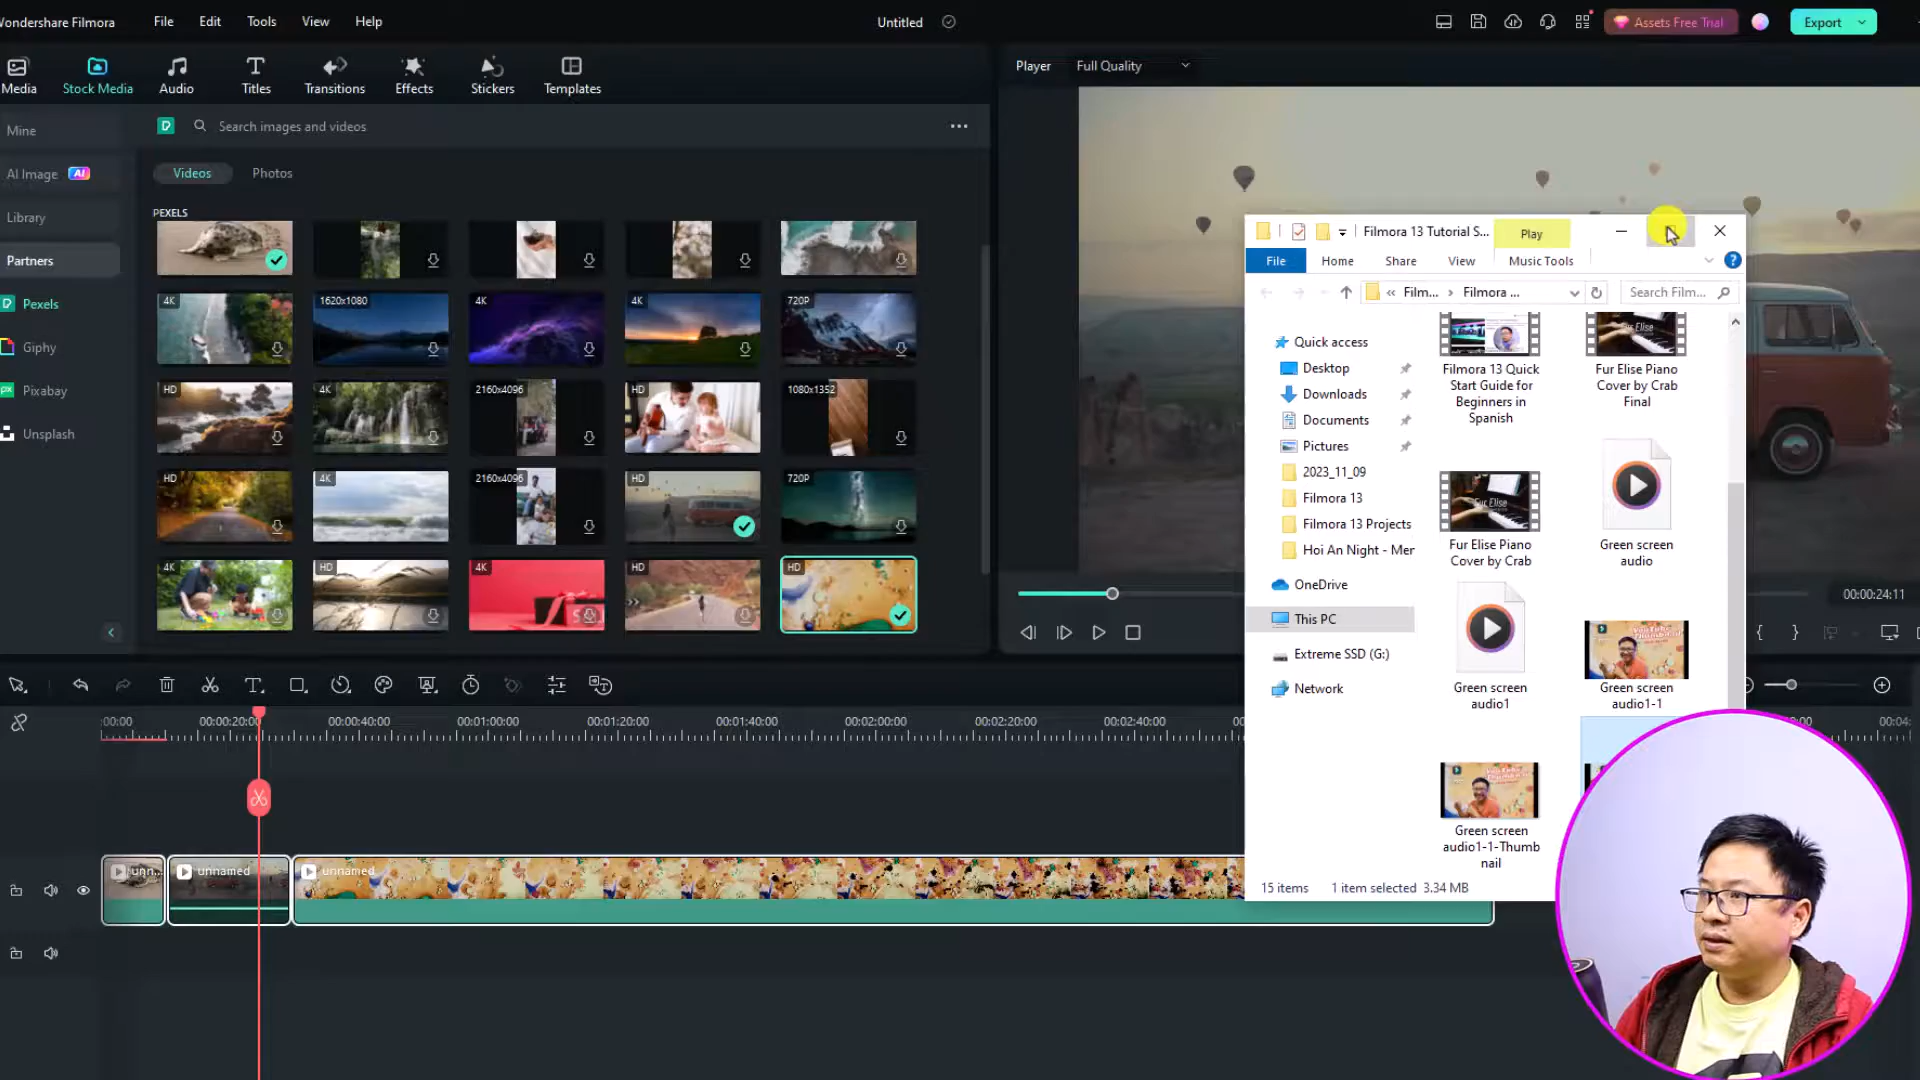 Wondershare Filmora
File
Edit
Tools
View
Help
Untitled
Assets Free Trial
Export
Media
Stock Media
Audio
Titles
Transitions
Effects
Stickers
Templates
Player
Full Quality
Mine
AI Image
AI
Library
Partners
Pexels
Giphy
Pixabay
Unsplash
Search images and videos
Videos
Photos
PEXELS
4K
1620x1080
4K
4K
720P
HD
4K
2160x4096
HD
1080x1352
HD
4K
2160x4096
HD
720P
4K
HD
4K
HD
HD
00:00:24:11
Filmora 13 Tutorial S...
Play
File
Home
Share
View
Music Tools
Film...
Filmora ...
Search Film...
Quick access
Desktop
Downloads
Documents
Pictures
2023_11_09
Filmora 13
Filmora 13 Projects
Hoi An Night - Mer
OneDrive
This PC
Extreme SSD (G:)
Network
Filmora 13 Quick
Start Guide for
Beginners in
Spanish
Fur Elise
Fur Elise Piano
Cover by Crab
Final
Fur Elise
Fur Elise Piano
Cover by Crab
Green screen
audio
Green screen
audio1
Green screen
audio1-1
Green screen
audio1-1-Thumb
nail
15 items
1 item selected
3.34 MB
:00:00
00:00:20:00
00:00:40:00
00:01:00:00
00:01:20:00
00:01:40:00
00:02:00:00
00:02:20:00
00:02:40:00
00:04:
unn...
unnamed
unnamed